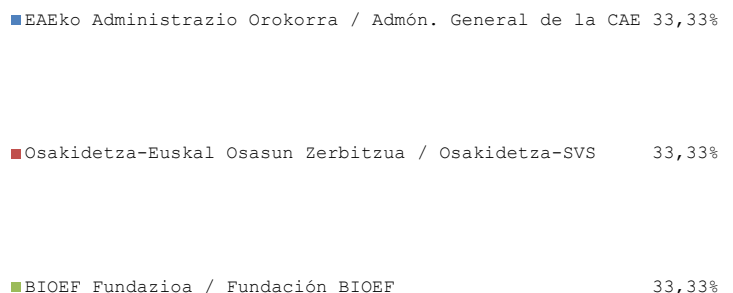 EAEko Administrazio Orokorra / Admón. General de la CAE 33,33%
Osakidetza-Euskal Osasun Zerbitzua / Osakidetza-SVS 33,33%
BIOEF Fundazioa / Fundación BIOEF 33,33%